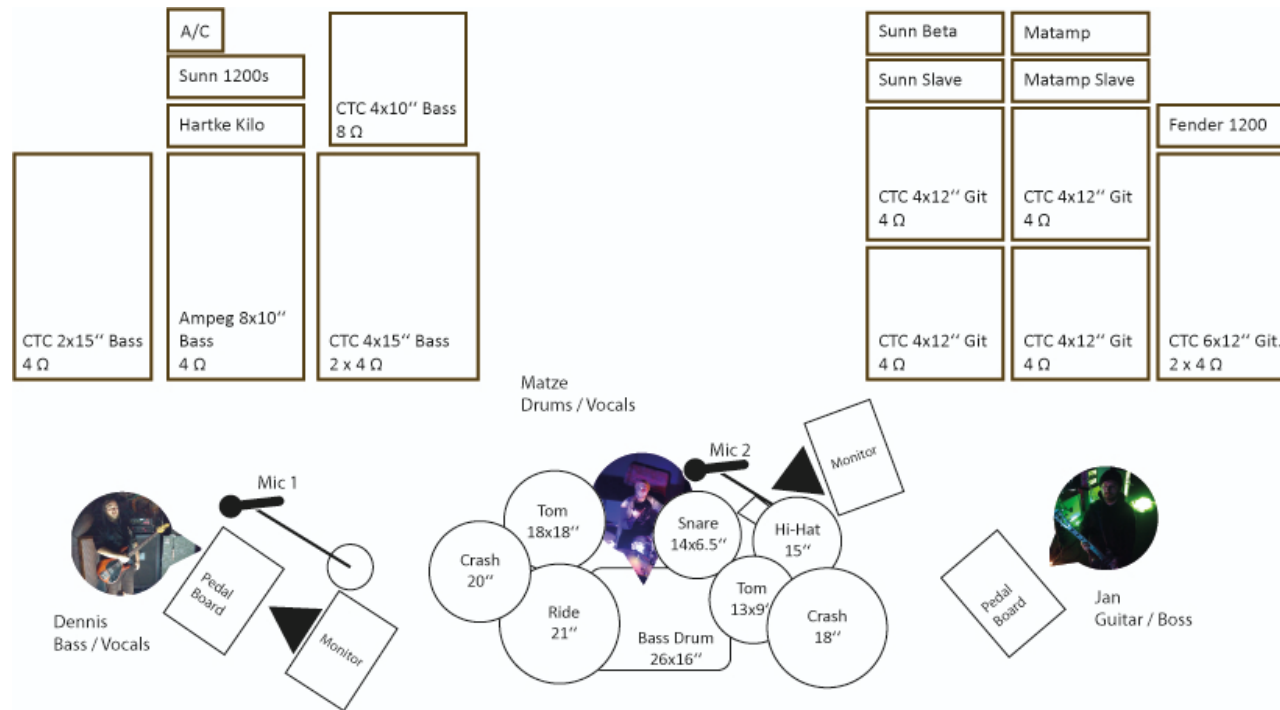 A/C
Sunn 1200s
Hartke Kilo
CTC 4x10“ Bass
8 Ω
CTC 2x15“ Bass
4 Ω
Ampeg 8x10“
Bass
4 Ω
CTC 4x15“ Bass
2 x 4 Ω
Sunn Beta
Matamp
Sunn Slave
Matamp Slave
Fender 1200
CTC 4x12“ Git
4 Ω
CTC 4x12“ Git
4 Ω
CTC 4x12“ Git
4 Ω
CTC 4x12“ Git
4 Ω
CTC 6x12“ Git.
2 x 4 Ω
Matze
Drums / Vocals
Mic 1
Mic 2
Monitor
Tom
18x18“
Snare
14x6.5“
Hi-Hat
15“
Crash
20“
Ride
21“
Tom
13x9“
Crash
18“
Bass Drum
26x16“
Pedal
Board
Monitor
Dennis
Bass / Vocals
Pedal
Board
Jan
Guitar / Boss